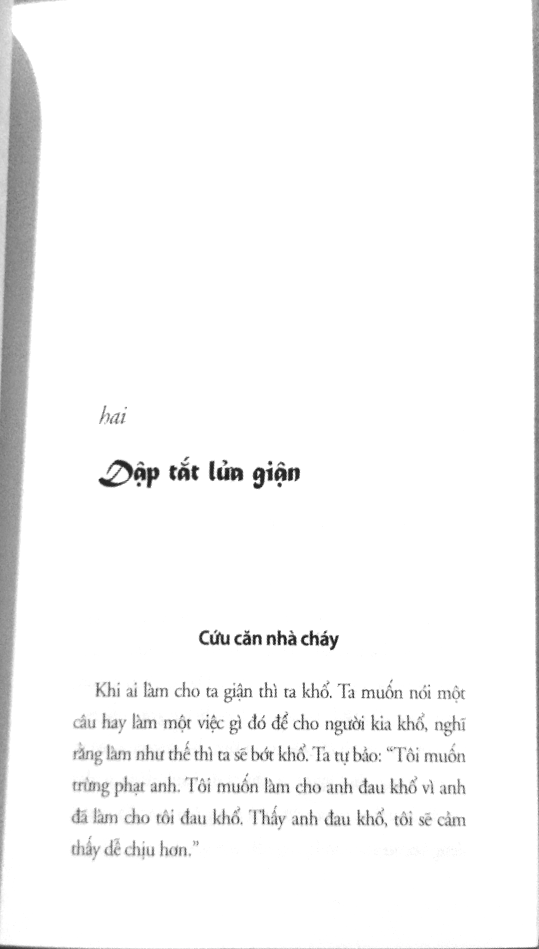 hai
Dập tắt lửa giận
Cứu căn nhà cháy
Khi ai làm cho ta giận thì ta khổ. Ta muốn nói một
câu hay làm một việc gì đó để cho người kia khổ, nghĩ
rằng làm như thế thì ta sẽ bớt khổ. Ta tự bảo: “Tôi muốn
trừng phạt anh. Tôi muốn làm cho anh đau khổ vì anh
đã làm cho tôi đau khổ. Thấy anh đau khổ, tôi sẽ cảm
thấy dễ chịu hơn.”